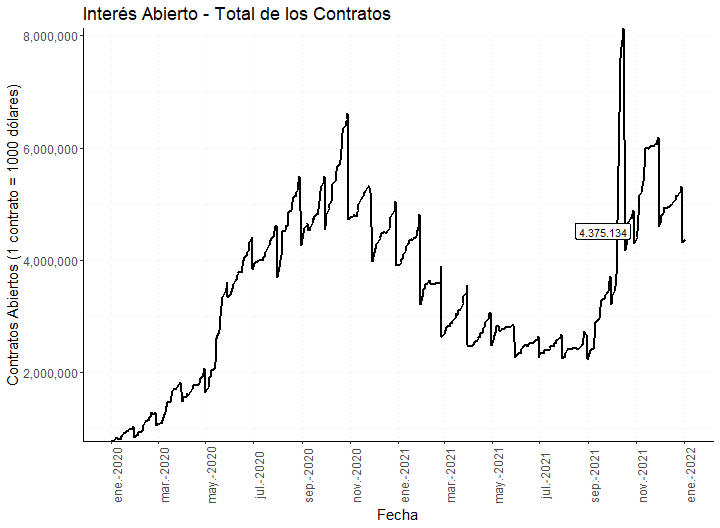 Interés Abierto - Total de los Contratos
Contratos Abiertos (1 contrato = 1000 dólares)
8,000,000
6,000,000
4,000,000
2,000,000
4.375.134
ene.-2020
mar.-2020
may.-2020
jul.-2020
sep.-2020
nov.-2020
ene.-2021
mar.-2021
may.-2021
jul.-2021
sep.-2021
nov.-2021
ene.-2022
Fecha